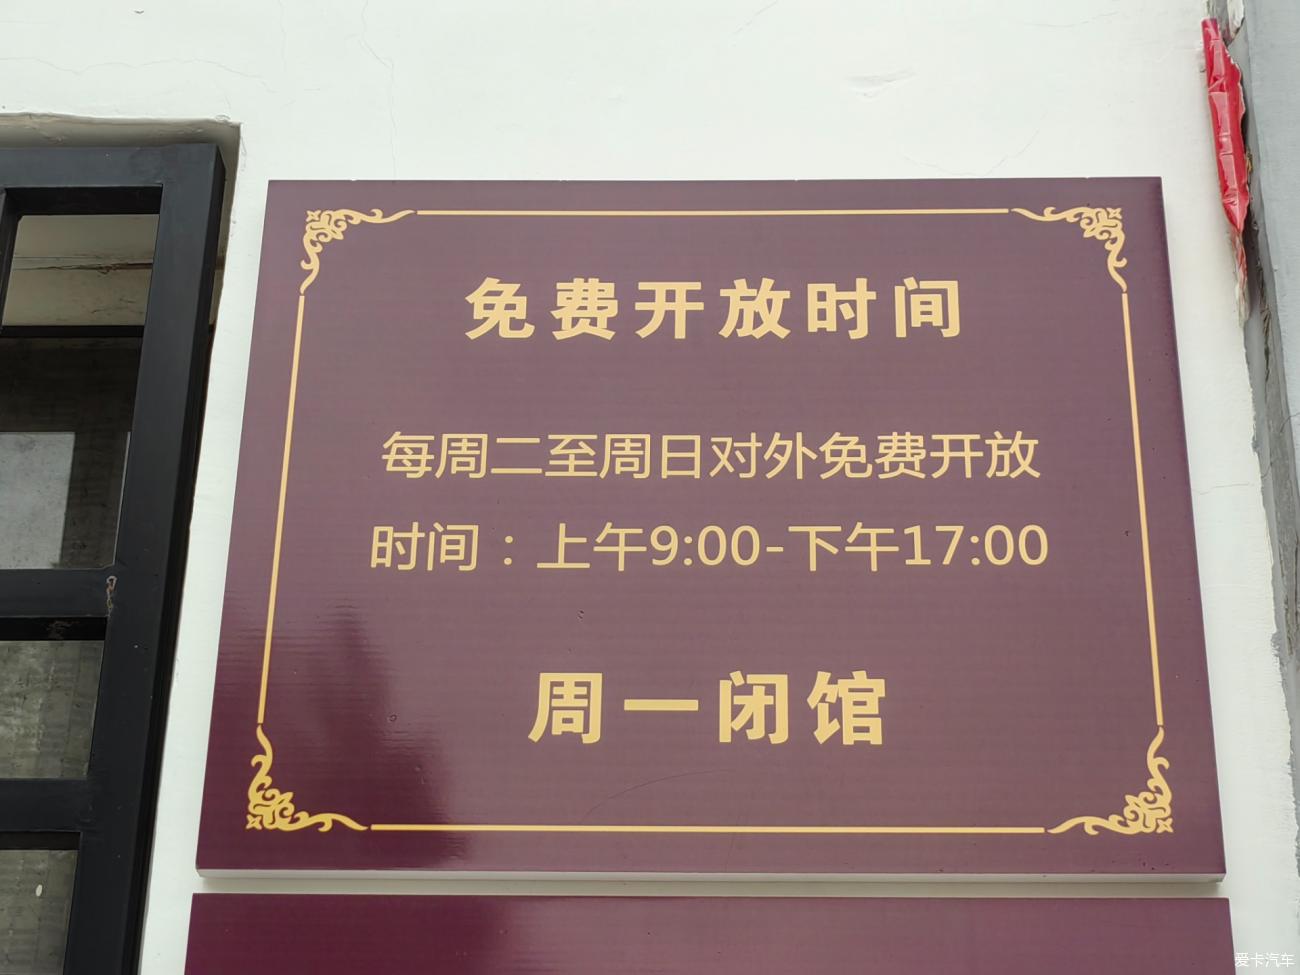 免费开放时间
每周二至周日对外免费开放
时间：上午9:00-下午17:00
周一闭馆
爱卡汽车